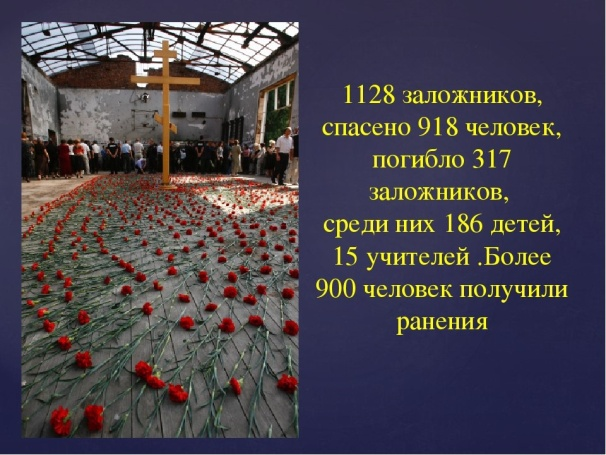 1128 заложников,
спасено 918 человек,
погибло 317
заложников,
среди них 186 детей,
15 учителей .Более
900 человек получили
ранения